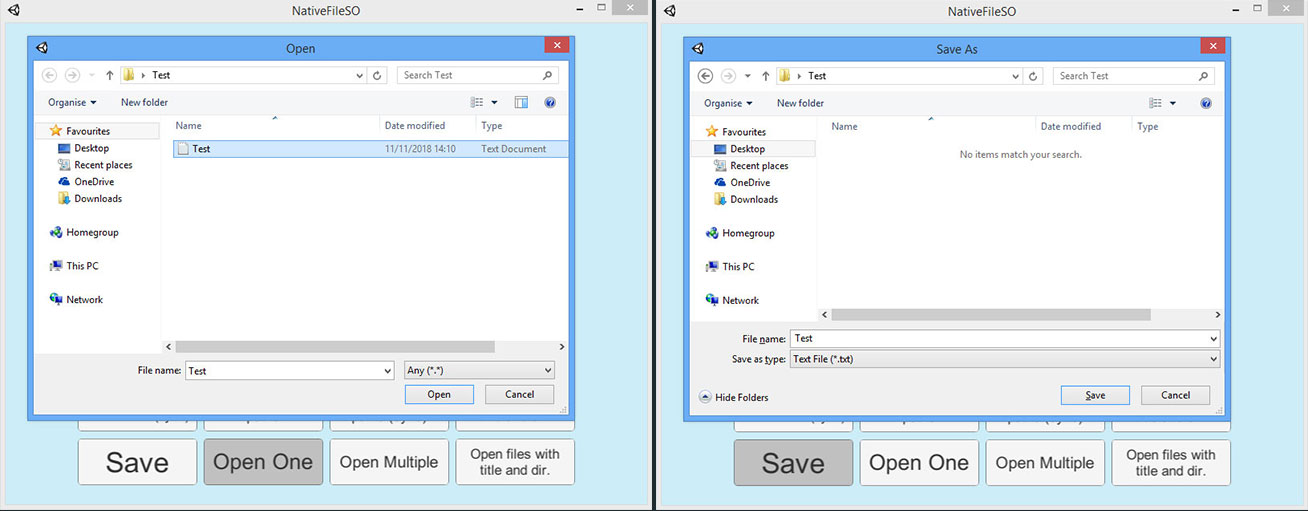 NativeFileSO
Open
Test
Search Test
Organise
New folder
Favourites
Desktop
Recent places
OneDrive
Downloads
Homegroup
This PC
Network
Name Date modified Type
Test 11/11/2018 14:10 Text Document
File name: Test Any (*.*)
Open Cancel
Save Open One Open Multiple Open files with
title and dir.
NativeFileSO
Save As
Test
Search Test
Organise
New folder
Favourites
Desktop
Recent places
OneDrive
Downloads
Homegroup
This PC
Network
Name Date modified Type
No items match your search.
File name: Test
Save as type: Text File (*.txt)
Hide Folders Save Cancel
Save Open One Open Multiple Open files with
title and dir.